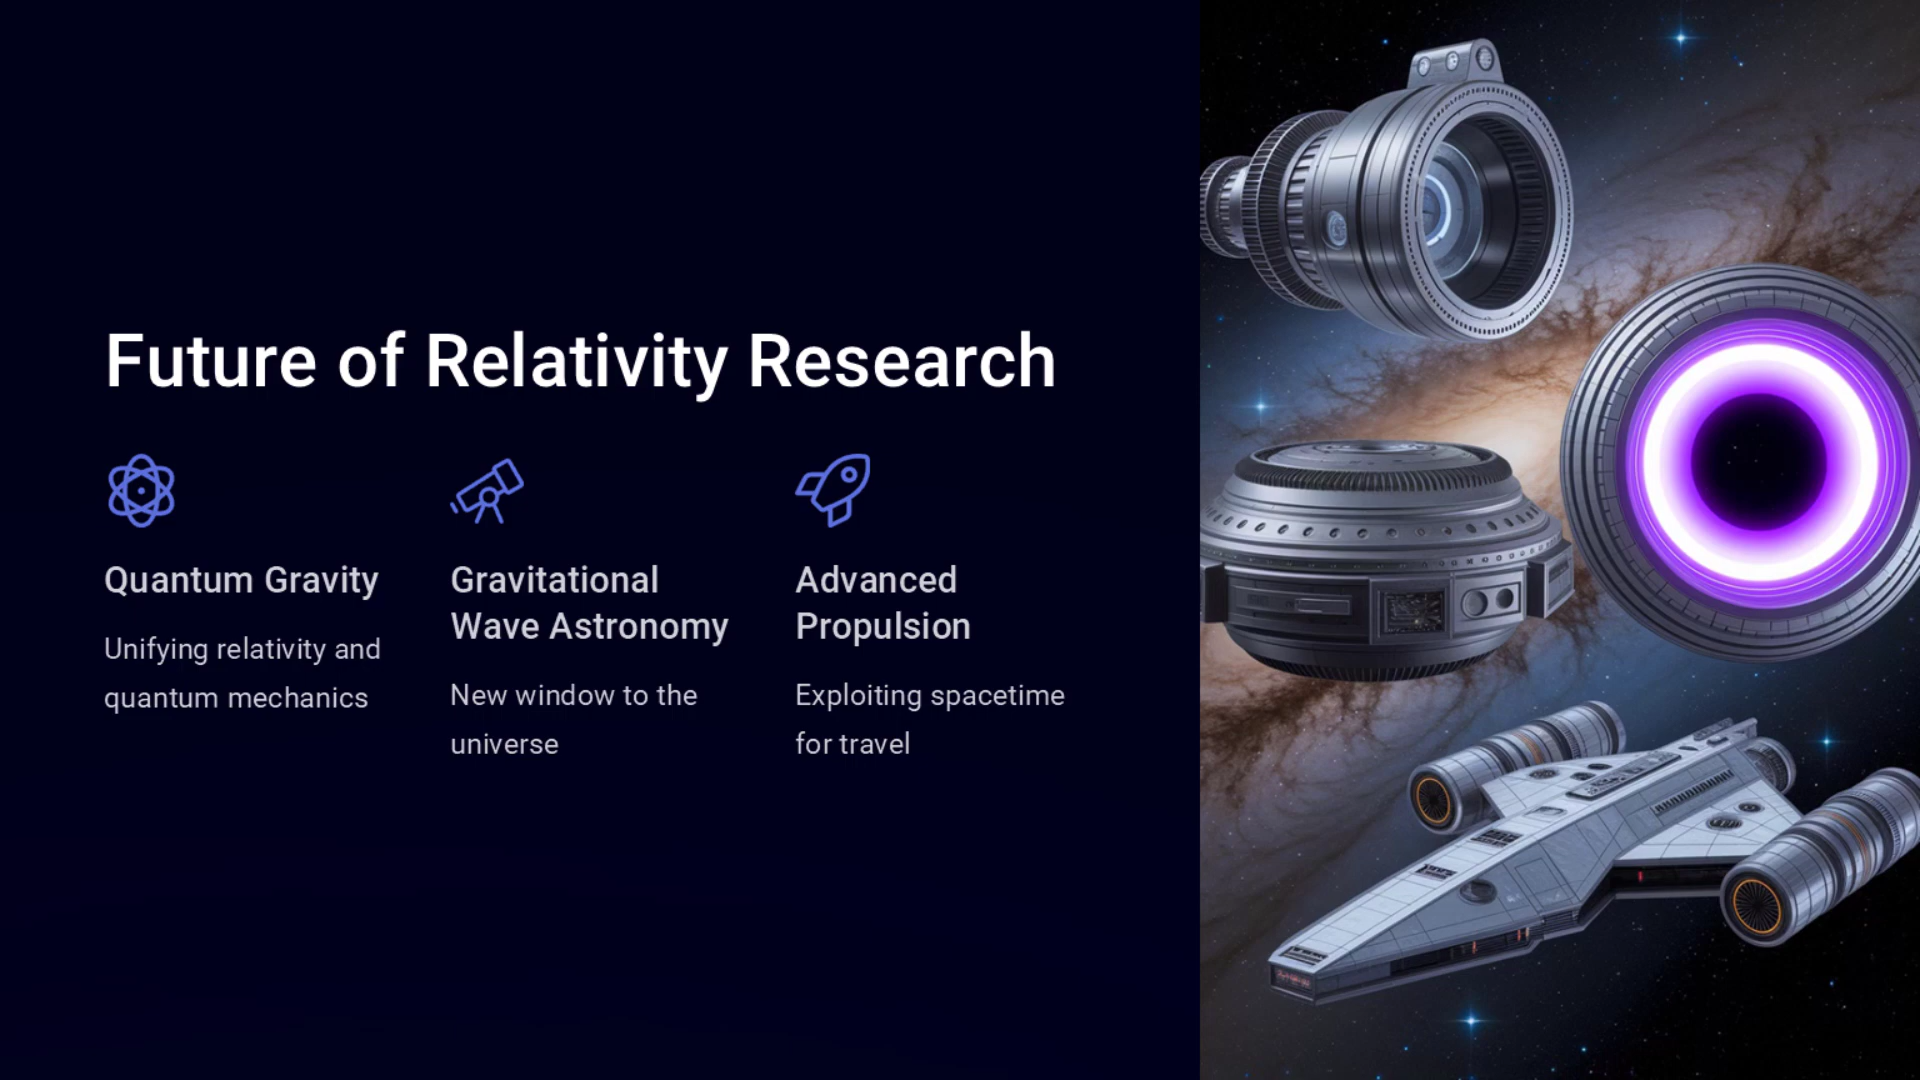 Future of Relativity Research
Quantum Gravity
Unifying relativity and
quantum mechanics
Gravitational
Wave Astronomy
New window to the
universe
Advanced
Propulsion
Exploiting spacetime
for travel